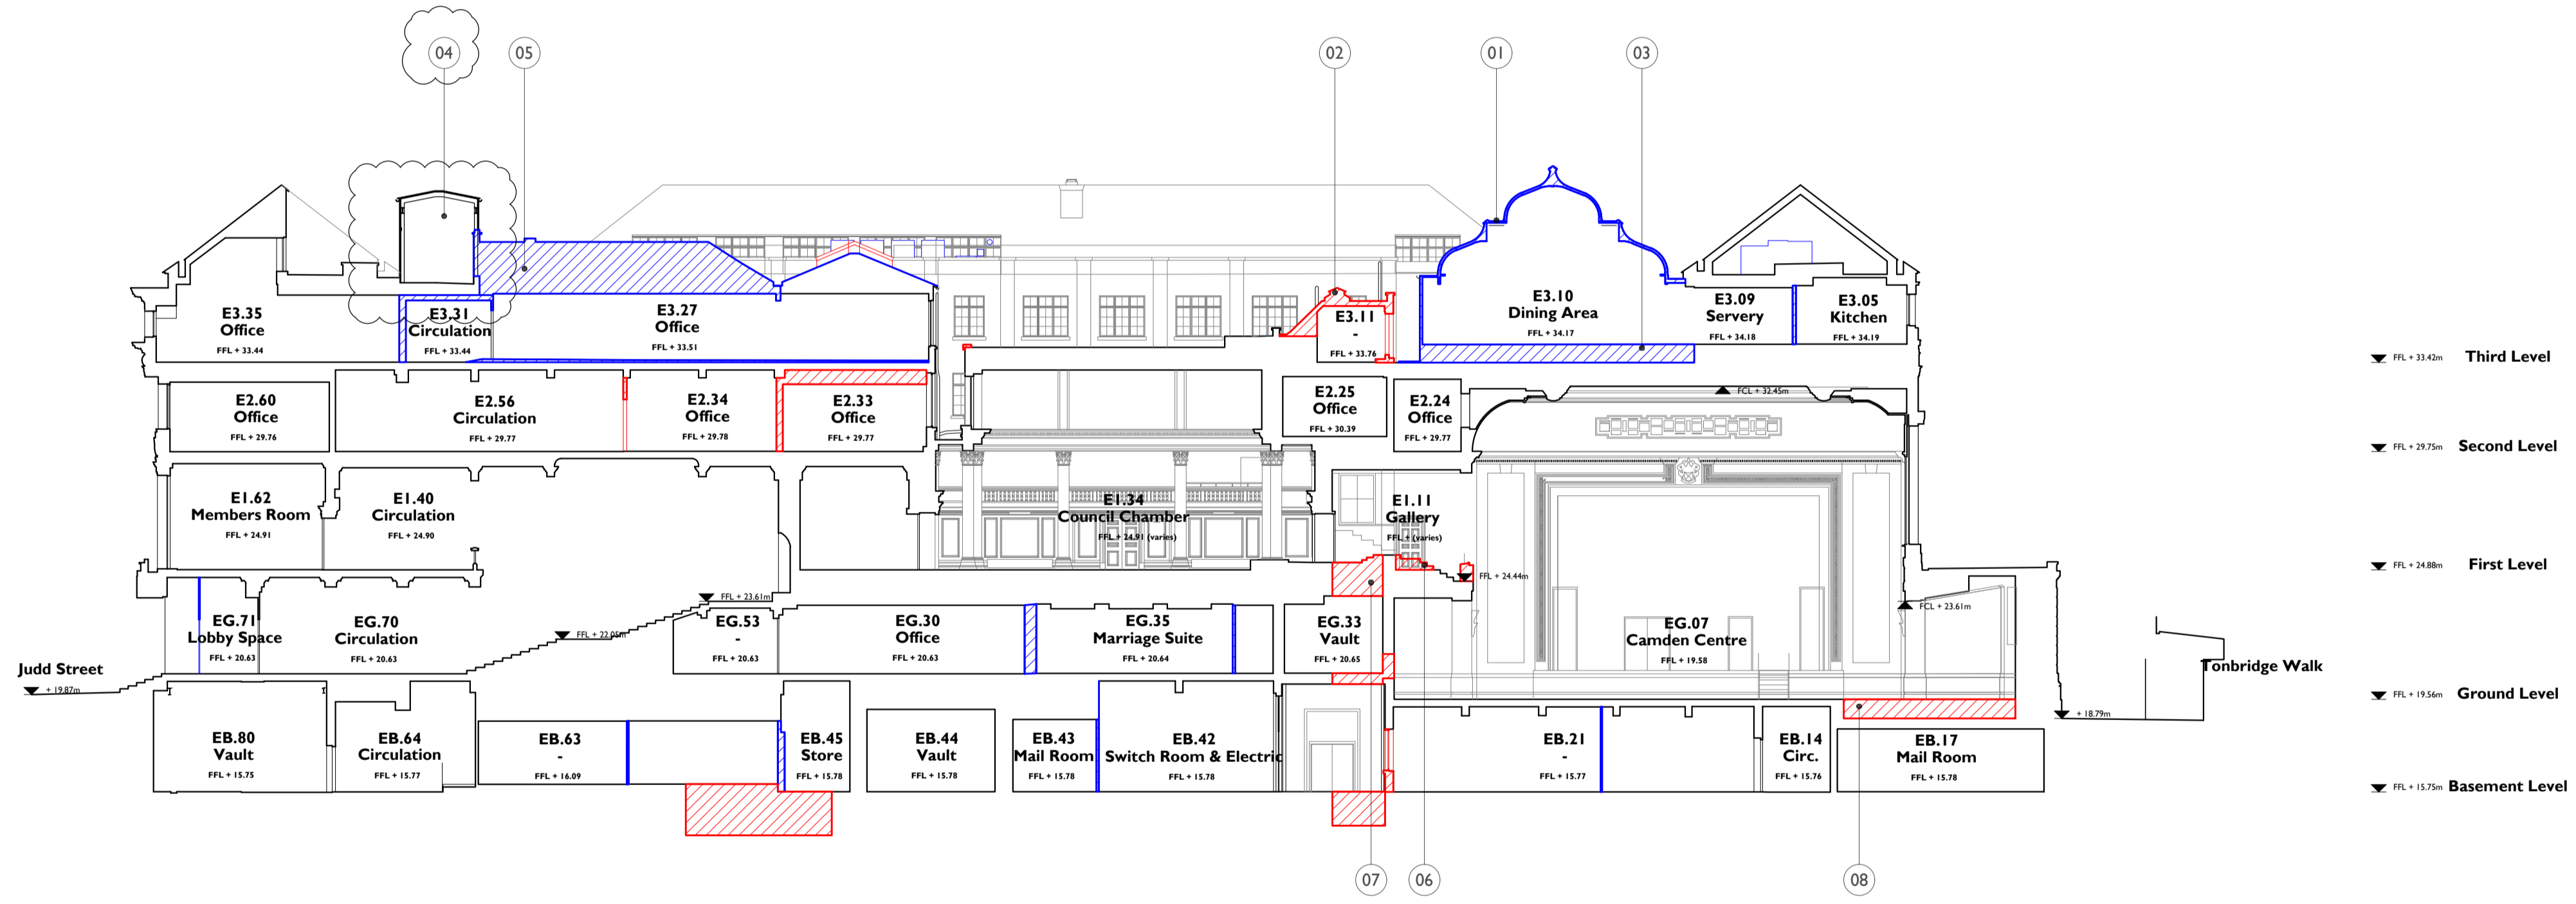 04
05
02
01
03
E3.35
Office
FFL + 33.44
E3.31
Circulation
FFL + 33.44
E3.27
Office
FFL + 33.51
E3.11
-
FFL + 33.76
E3.10
Dining Area
FFL + 34.17
E3.09
Servery
FFL + 34.18
E3.05
Kitchen
FFL + 34.19
FFL + 33.42m Third Level
E2.60
Office
FFL + 29.76
E2.56
Circulation
FFL + 29.77
E2.34
Office
FFL + 29.78
E2.33
Office
FFL + 29.77
E2.25
Office
FFL + 30.39
E2.24
Office
FFL + 29.77
FCL + 32.45m
FFL + 29.75m Second Level
E1.62
Members Room
FFL + 24.91
E1.40
Circulation
FFL + 24.90
E1.34
Council Chamber
FFL + 24.91 (varies)
E1.11
Gallery
FFL + (varies)
FFL + 24.44m
FFL + 24.88m First Level
FFL + 23.61m
FCL + 23.61m
FFL + 22.05m
EG.71
Lobby Space
FFL + 20.63
EG.70
Circulation
FFL + 20.63
EG.53
-
FFL + 20.63
EG.30
Office
FFL + 20.63
EG.35
Marriage Suite
FFL + 20.64
EG.33
Vault
FFL + 20.65
EG.07
Camden Centre
FFL + 19.58
Judd Street
+ 19.87m
Tonbridge Walk
+ 18.79m
FFL + 19.56m Ground Level
EB.80
Vault
FFL + 15.75
EB.64
Circulation
FFL + 15.77
EB.63
-
FFL + 16.09
EB.45
Store
FFL + 15.78
EB.44
Vault
FFL + 15.78
EB.43
Mail Room
FFL + 15.78
EB.42
Switch Room & Electric
FFL + 15.78
EB.21
-
FFL + 15.77
EB.14
Circ.
FFL + 15.76
EB.17
Mail Room
FFL + 15.78
FFL + 15.75m Basement Level
07
06
08